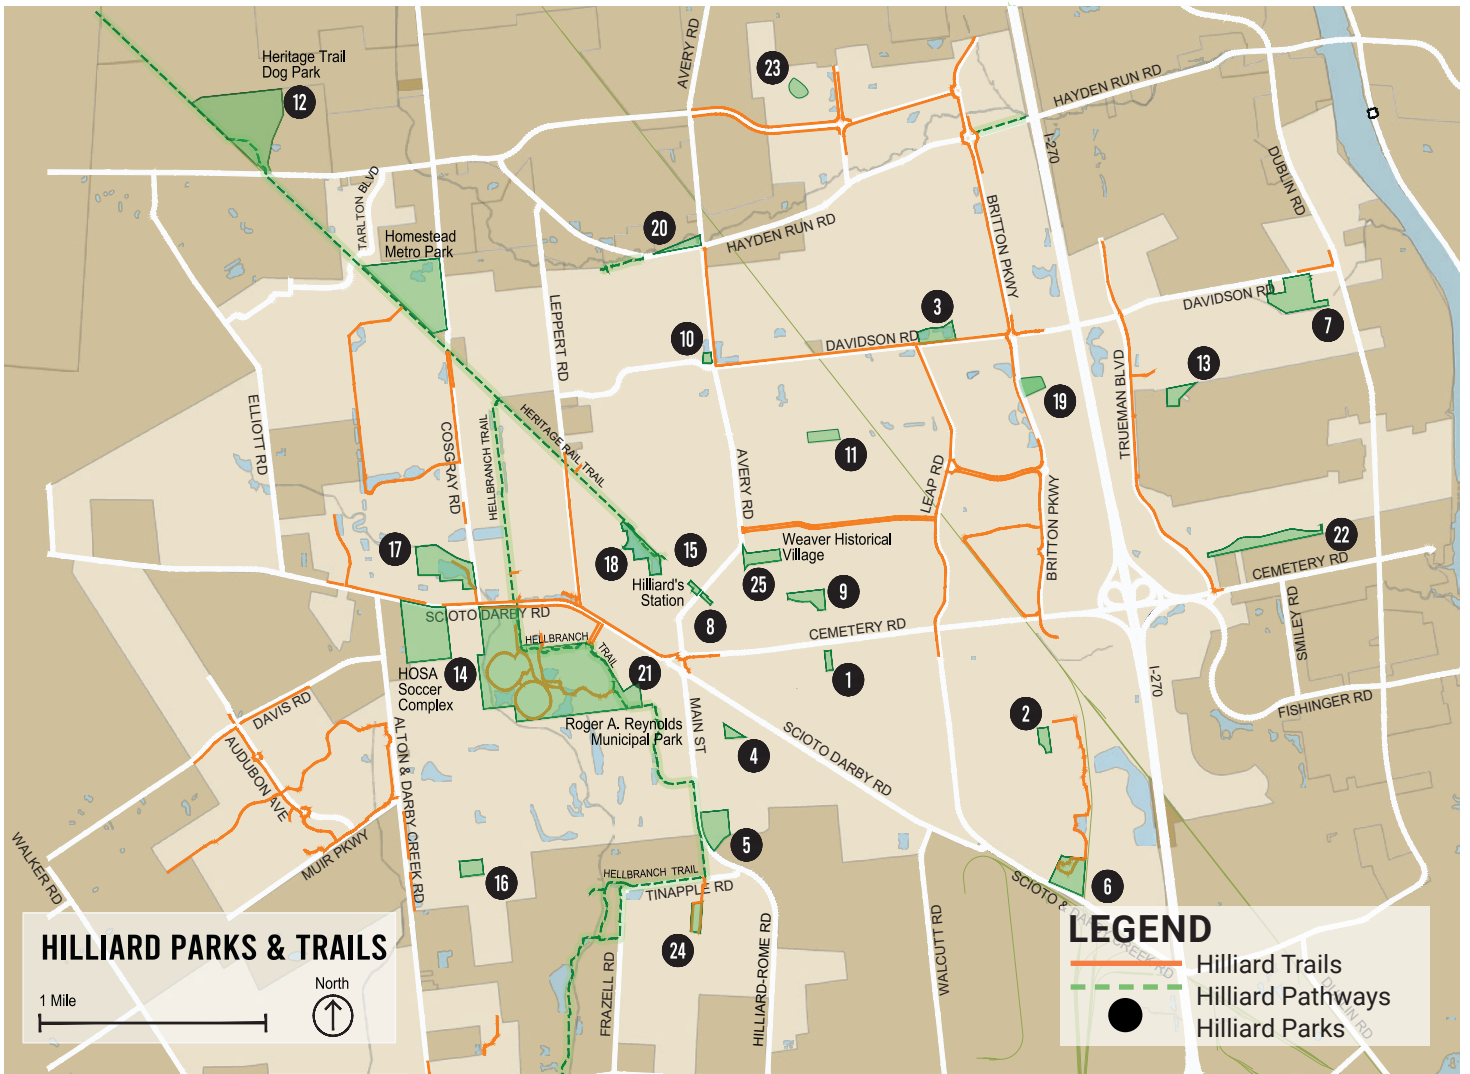 Heritage Trail
Dog Park
12
AVERY RD
23
HAYDEN RUN RD
I-270
DUBLIN RD
TARLTON BLVD
Homestead
Metro Park
20
HAYDEN RUN RD
BRITTON PKWY
LEPPERT RD
3
DAVIDSON RD
DAVIDSON RD
7
10
13
TRUEMAN BLVD
19
ELLIOTT RD
COSGRAY RD
HELLBRANCH TRAIL
HERITAGE RAIL TRAIL
11
AVERY RD
LEAP RD
BRITTON PKWY
17
18
15
Weaver Historical
Village
22
CEMETERY RD
Hilliard's
Station
25
9
8
SMILEY RD
SCIOTO DARBY RD
HELLBRANCH
TRAIL
CEMETERY RD
HOSA
Soccer
Complex
14
21
1
I-270
FISHINGER RD
DAVIS RD
AUDUBON AVE
ALTON & DARBY CREEK RD
Roger A. Reynolds
Municipal Park
MAIN ST
4
SCIOTO DARBY RD
2
WALKER RD
MUIR PKWY
16
5
HELLBRANCH TRAIL
TINAPPLE RD
6
SCIOTO & DARBY CREEK RD
24
FRAZELL RD
HILLIARD-ROME RD
WALCUTT RD
DUBLIN RD
HILLIARD PARKS & TRAILS
1 Mile
North
LEGEND
Hilliard Trails
Hilliard Pathways
Hilliard Parks